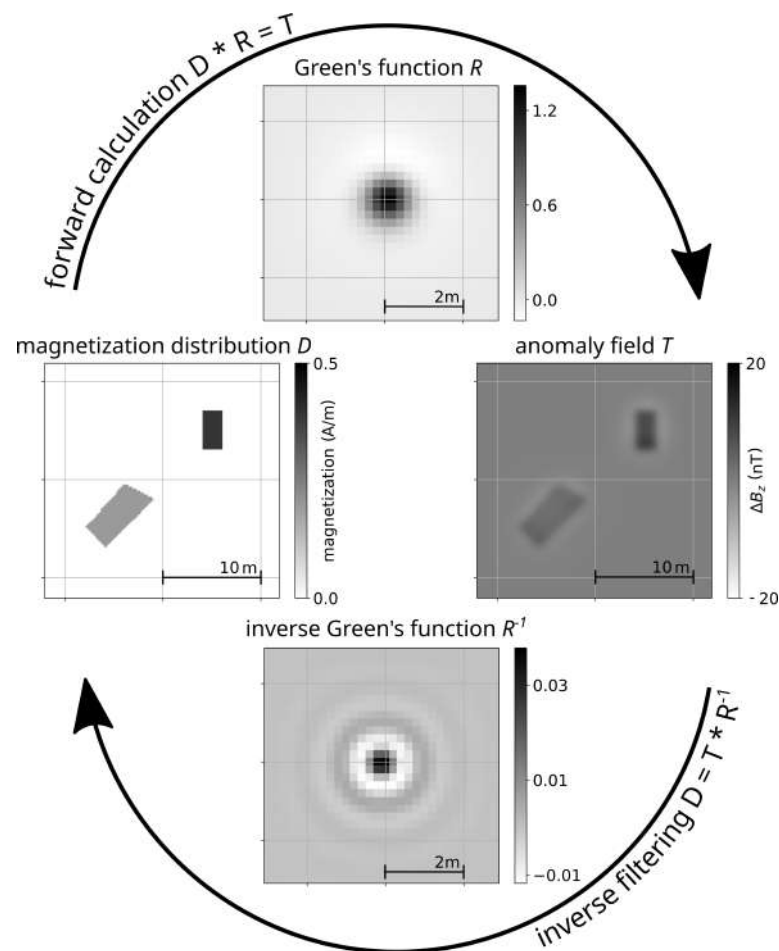 forward calculation D * R = T
Green's function R
1.2
0.6
0.0
2m
magnetization distribution D
0.5
magnetization (A/m)
0.0
10 m
anomaly field T
20
ΔB_z (nT)
- 20
10 m
inverse Green's function R⁻¹
0.03
0.01
−0.01
2m
inverse filtering D = T * R⁻¹